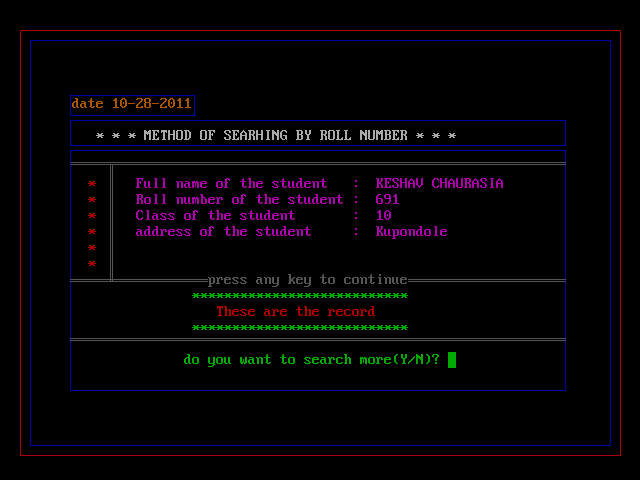 date 10-28-2011
* * * METHOD OF SEARHING BY ROLL NUMBER * * *
* Full name of the student : KESHAV CHAURASIA
* Roll number of the student : 691
* Class of the student : 10
* address of the student : Kupondole
*
*
press any key to continue
***************************
These are the record
***************************
do you want to search more(Y/N)?